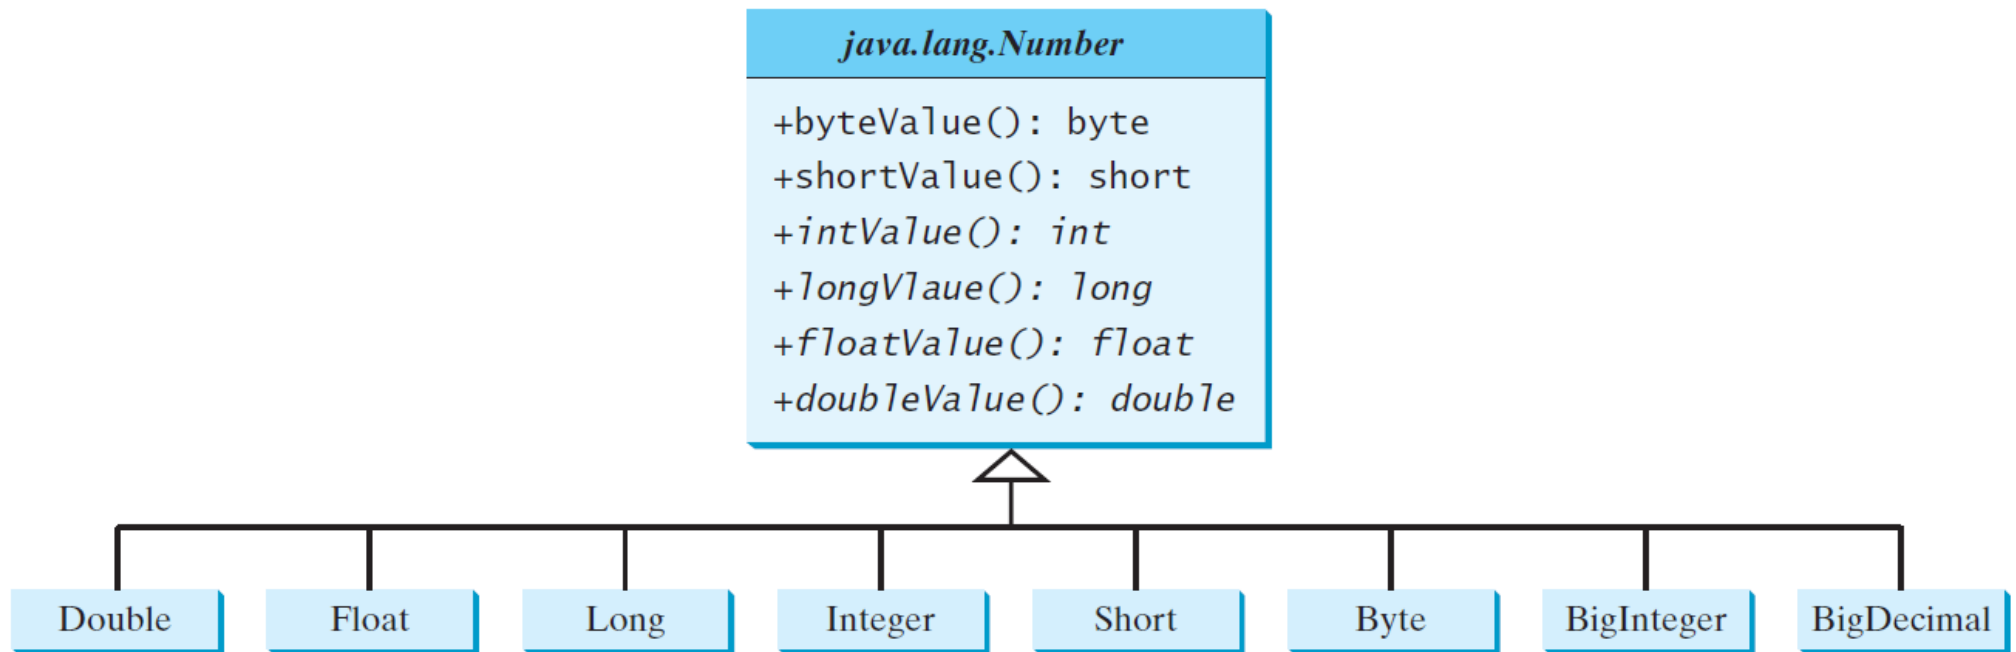 java.lang.Number
+byteValue(): byte
+shortValue(): short
+intValue(): int
+longVlaue(): long
+floatValue(): float
+doubleValue(): double
Double Float Long Integer Short Byte BigInteger BigDecimal